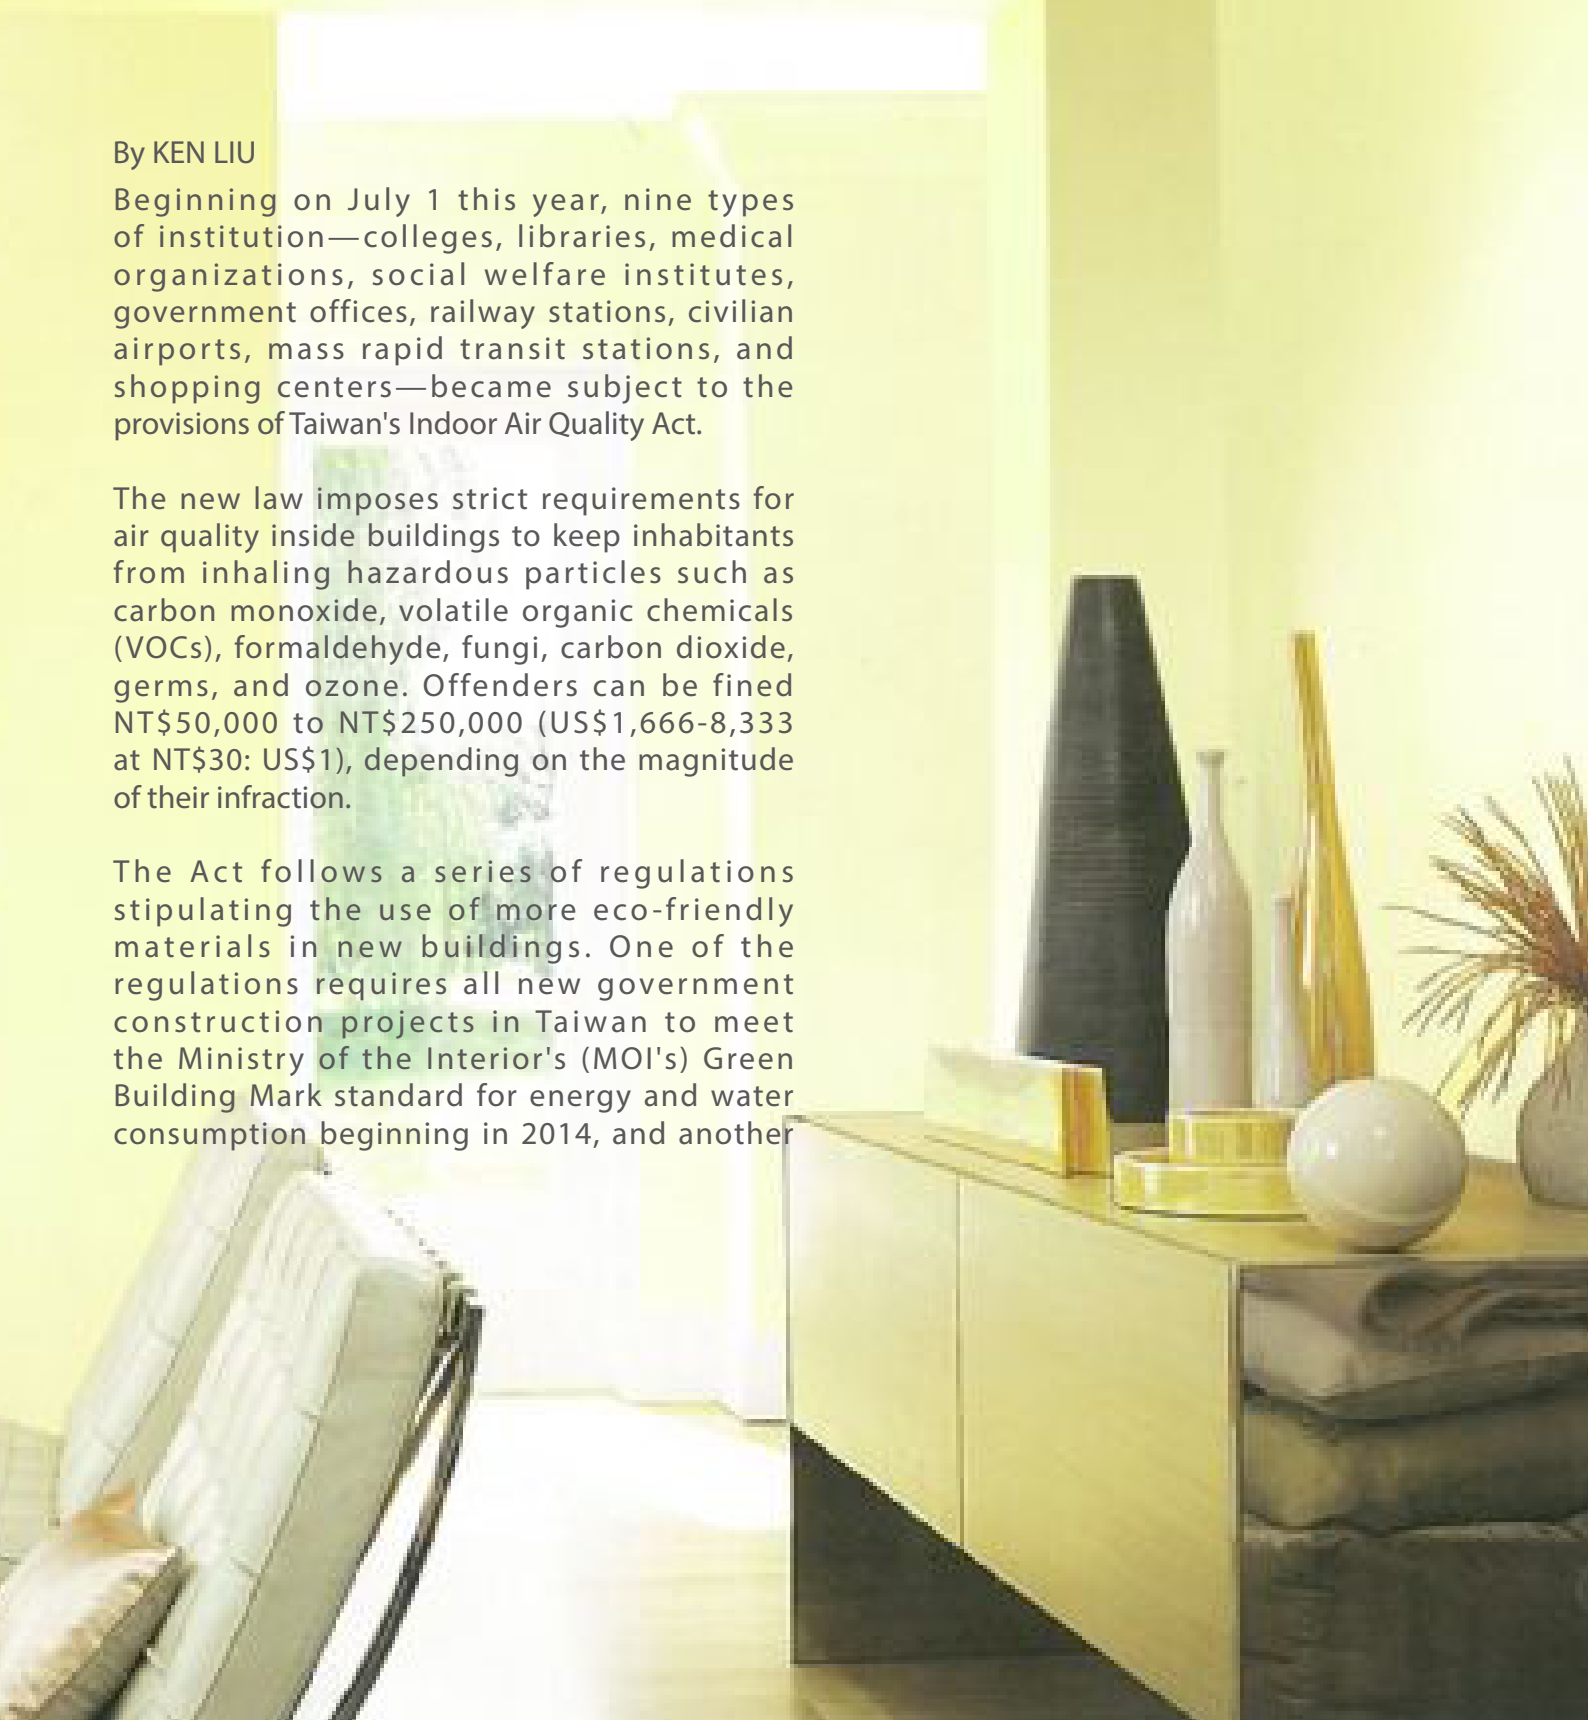 By KEN LIU
Beginning on July 1 this year, nine types
of institution—colleges, libraries, medical
organizations, social welfare institutes,
government offices, railway stations, civilian
airports, mass rapid transit stations, and
shopping centers—became subject to the
provisions of Taiwan's Indoor Air Quality Act.
The new law imposes strict requirements for
air quality inside buildings to keep inhabitants
from inhaling hazardous particles such as
carbon monoxide, volatile organic chemicals
(VOCs), formaldehyde, fungi, carbon dioxide,
germs, and ozone. Offenders can be fined
NT$50,000 to NT$250,000 (US$1,666-8,333
at NT$30: US$1), depending on the magnitude
of their infraction.
The Act follows a series of regulations
stipulating the use of more eco-friendly
materials in new buildings. One of the
regulations requires all new government
construction projects in Taiwan to meet
the Ministry of the Interior's (MOI's) Green
Building Mark standard for energy and water
consumption beginning in 2014, and another